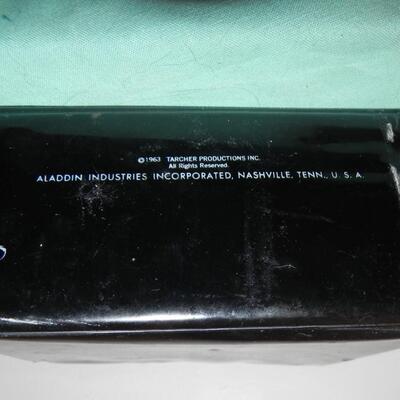 ©1963 TARCHER PRODUCTIONS INC.
All Rights Reserved.
ALADDIN INDUSTRIES INCORPORATED, NASHVILLE, TENN., U. S. A.